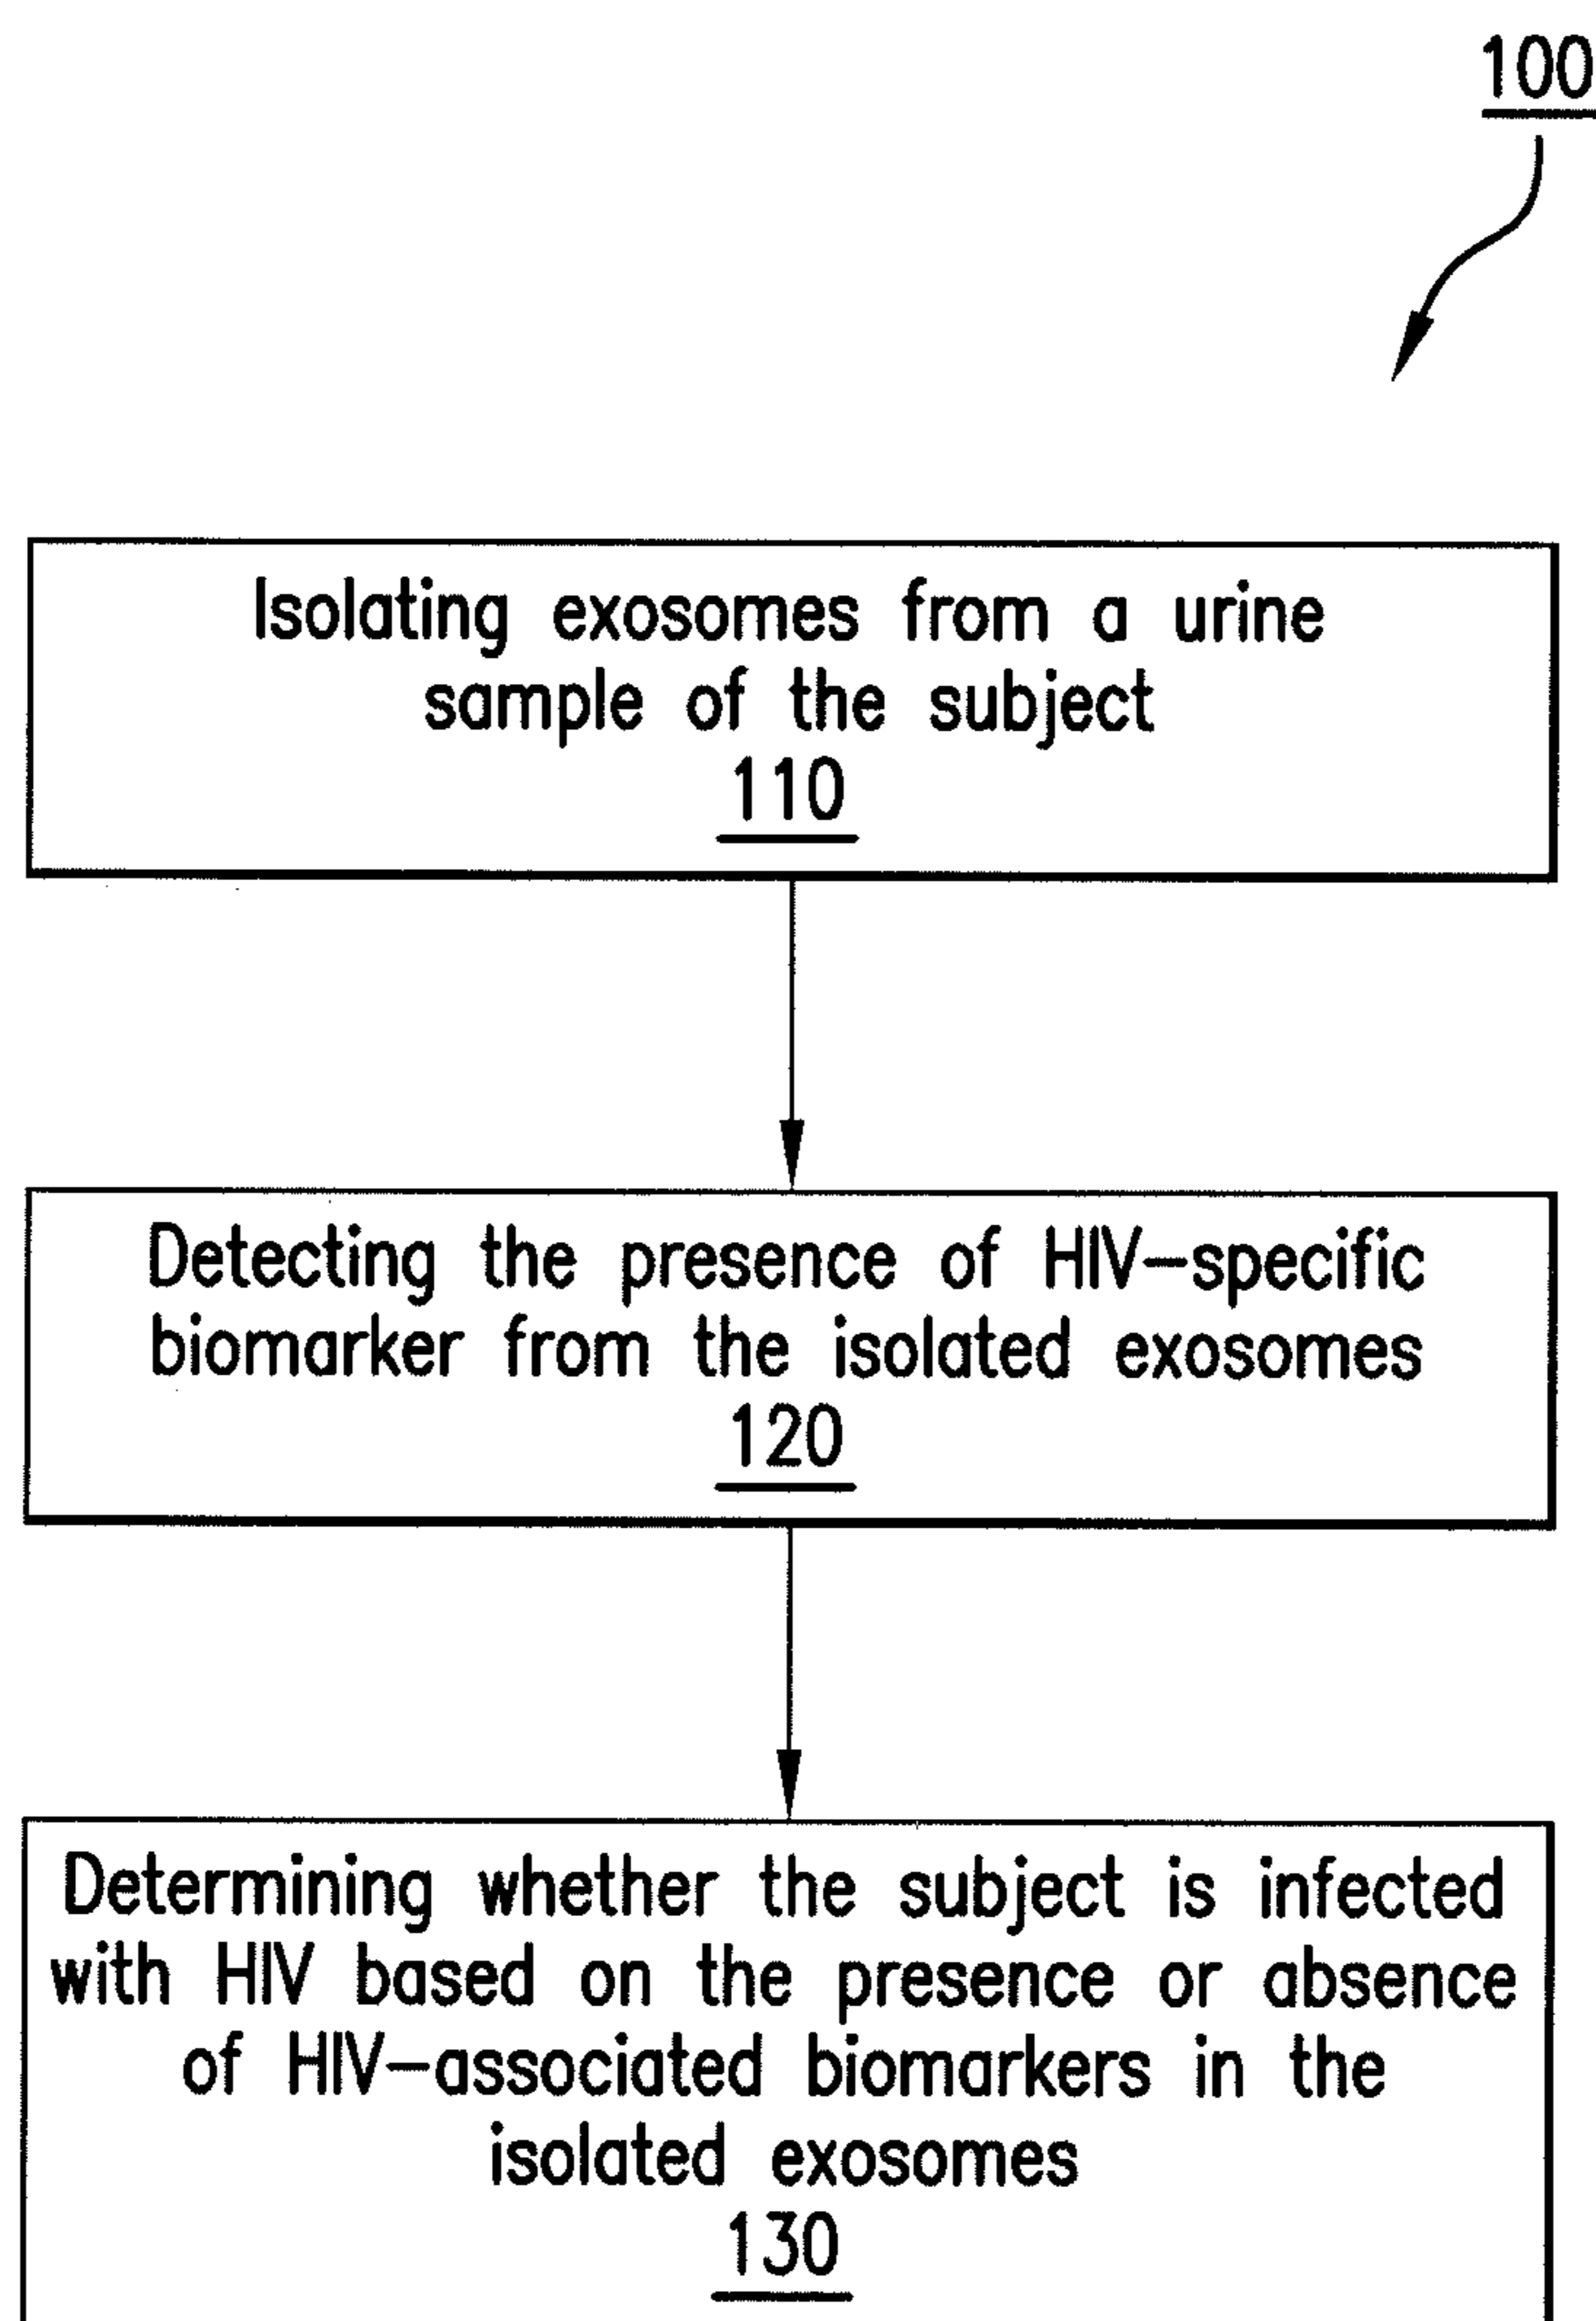 100
Isolating exosomes from a urine
sample of the subject
110
Detecting the presence of HIV-specific
biomarker from the isolated exosomes
120
Determining whether the subject is infected
with HIV based on the presence or absence
of HIV-associated biomarkers in the
isolated exosomes
130